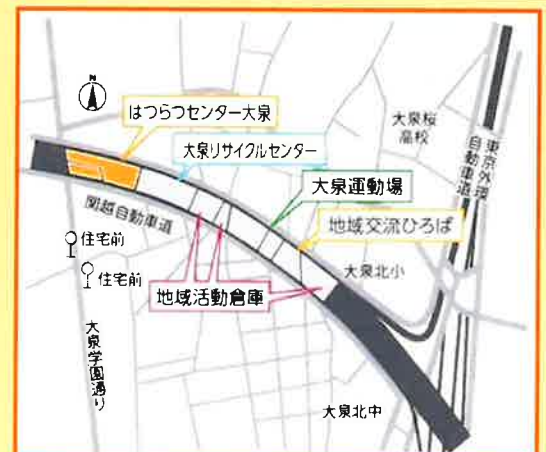 N
はつらつセンター大泉
大泉リサイクルセンター
大泉桜
高校
東京外環
自動車道
大泉運動場
関越自動車道
地域交流ひろば
住宅前
大泉北小
住宅前
地域活動倉庫
大泉学園通り
大泉北中